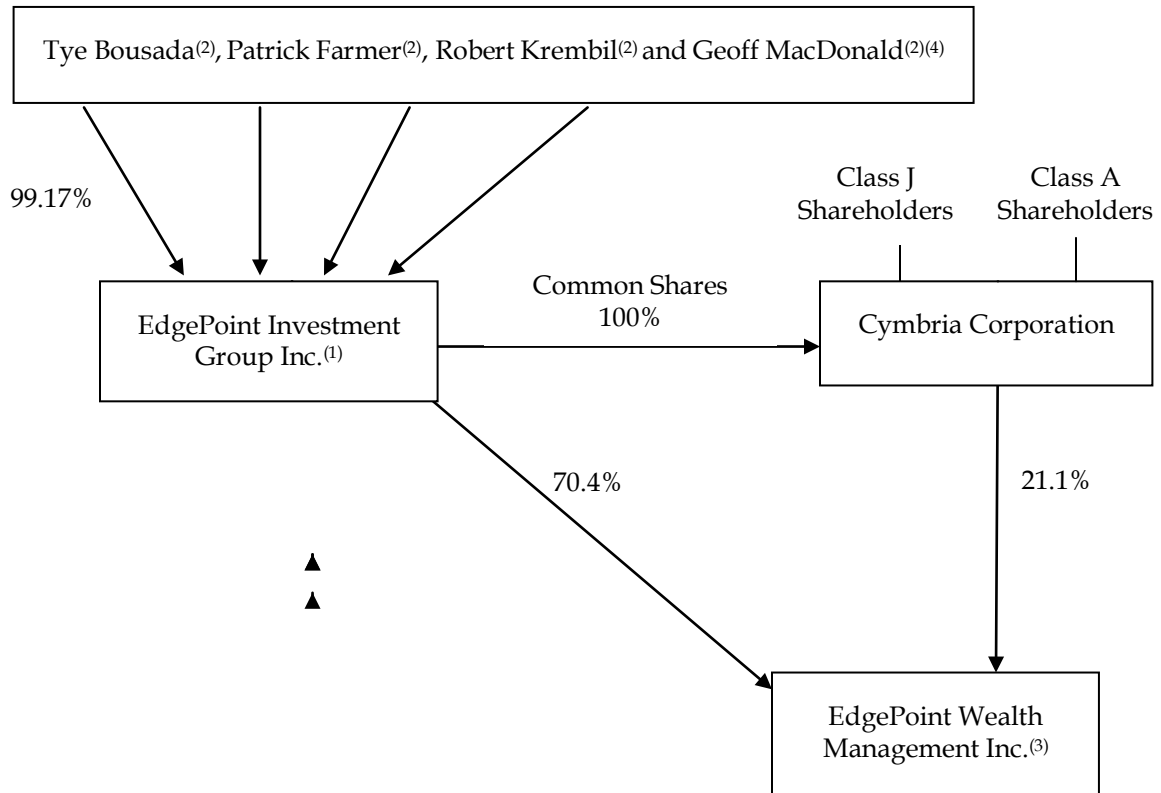 Tye Bousada(2), Patrick Farmer(2), Robert Krembil(2) and Geoff MacDonald(2)(4)
99.17%
Class J
Shareholders
Class A
Shareholders
EdgePoint Investment
Group Inc.(1)
Common Shares
100%
Cymbria Corporation
70.4%
21.1%
EdgePoint Wealth
Management Inc.(3)